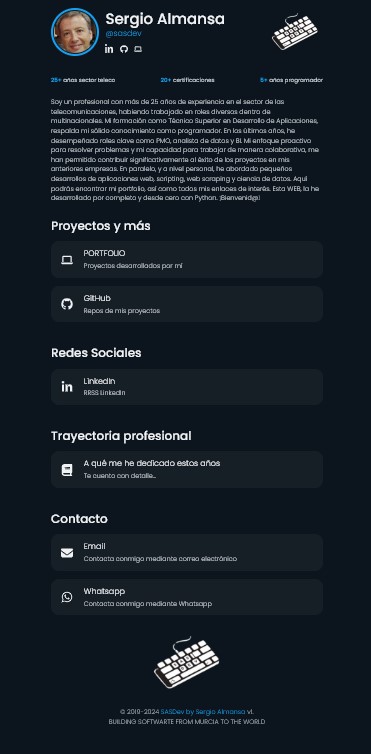 Sergio Almansa
@sasdev
25+ años sector teleco
20+ certificaciones
5+ años programador
Soy un profesional con más de 25 años de experiencia en el sector de las
telecomunicaciones, habiendo trabajado en roles diversos dentro de
multinacionales. Mi formación como Técnico Superior en Desarrollo de Aplicaciones,
respalda mi sólido conocimiento como programador. En los últimos años, he
desempeñado roles clave como PMO, analista de datos y BI. Mi enfoque proactivo
para resolver problemas y mi capacidad para trabajar de manera colaborativa, me
han permitido contribuir significativamente al éxito de los proyectos en mis
anteriores empresas. En paralelo, y a nivel personal, he abordado pequeños
desarrollos de aplicaciones web, scripting, web scraping y ciencia de datos. Aquí
podrás encontrar mi portfolio, así como todos mis enlaces de interés. Esta WEB, la he
desarrollado por completo y desde cero con Python. ¡Bienvenid@!
Proyectos y más
PORTFOLIO
Proyectos desarrollados por mí
GitHub
Repos de mis proyectos
Redes Sociales
LinkedIn
RRSS LinkedIn
Trayectoria profesional
A qué me he dedicado estos años
Te cuento con detalle...
Contacto
Email
Contacta conmigo mediante correo electrónico
Whatsapp
Contacta conmigo mediante Whatsapp
© 2019-2024 SASDev by Sergio Almansa v1.
BUILDING SOFTWARTE FROM MURCIA TO THE WORLD